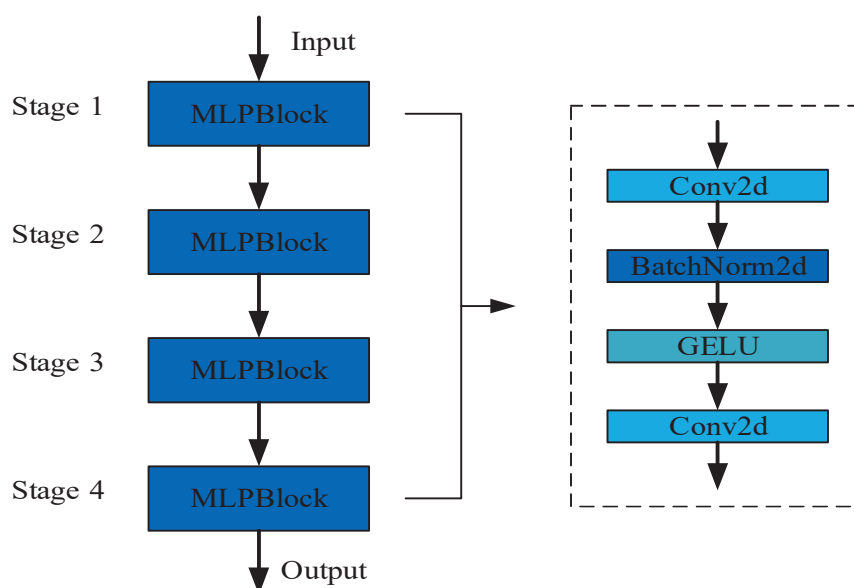 Input
Stage 1
MLPBlock
Stage 2
MLPBlock
Stage 3
MLPBlock
Stage 4
MLPBlock
Output
Conv2d
BatchNorm2d
GELU
Conv2d